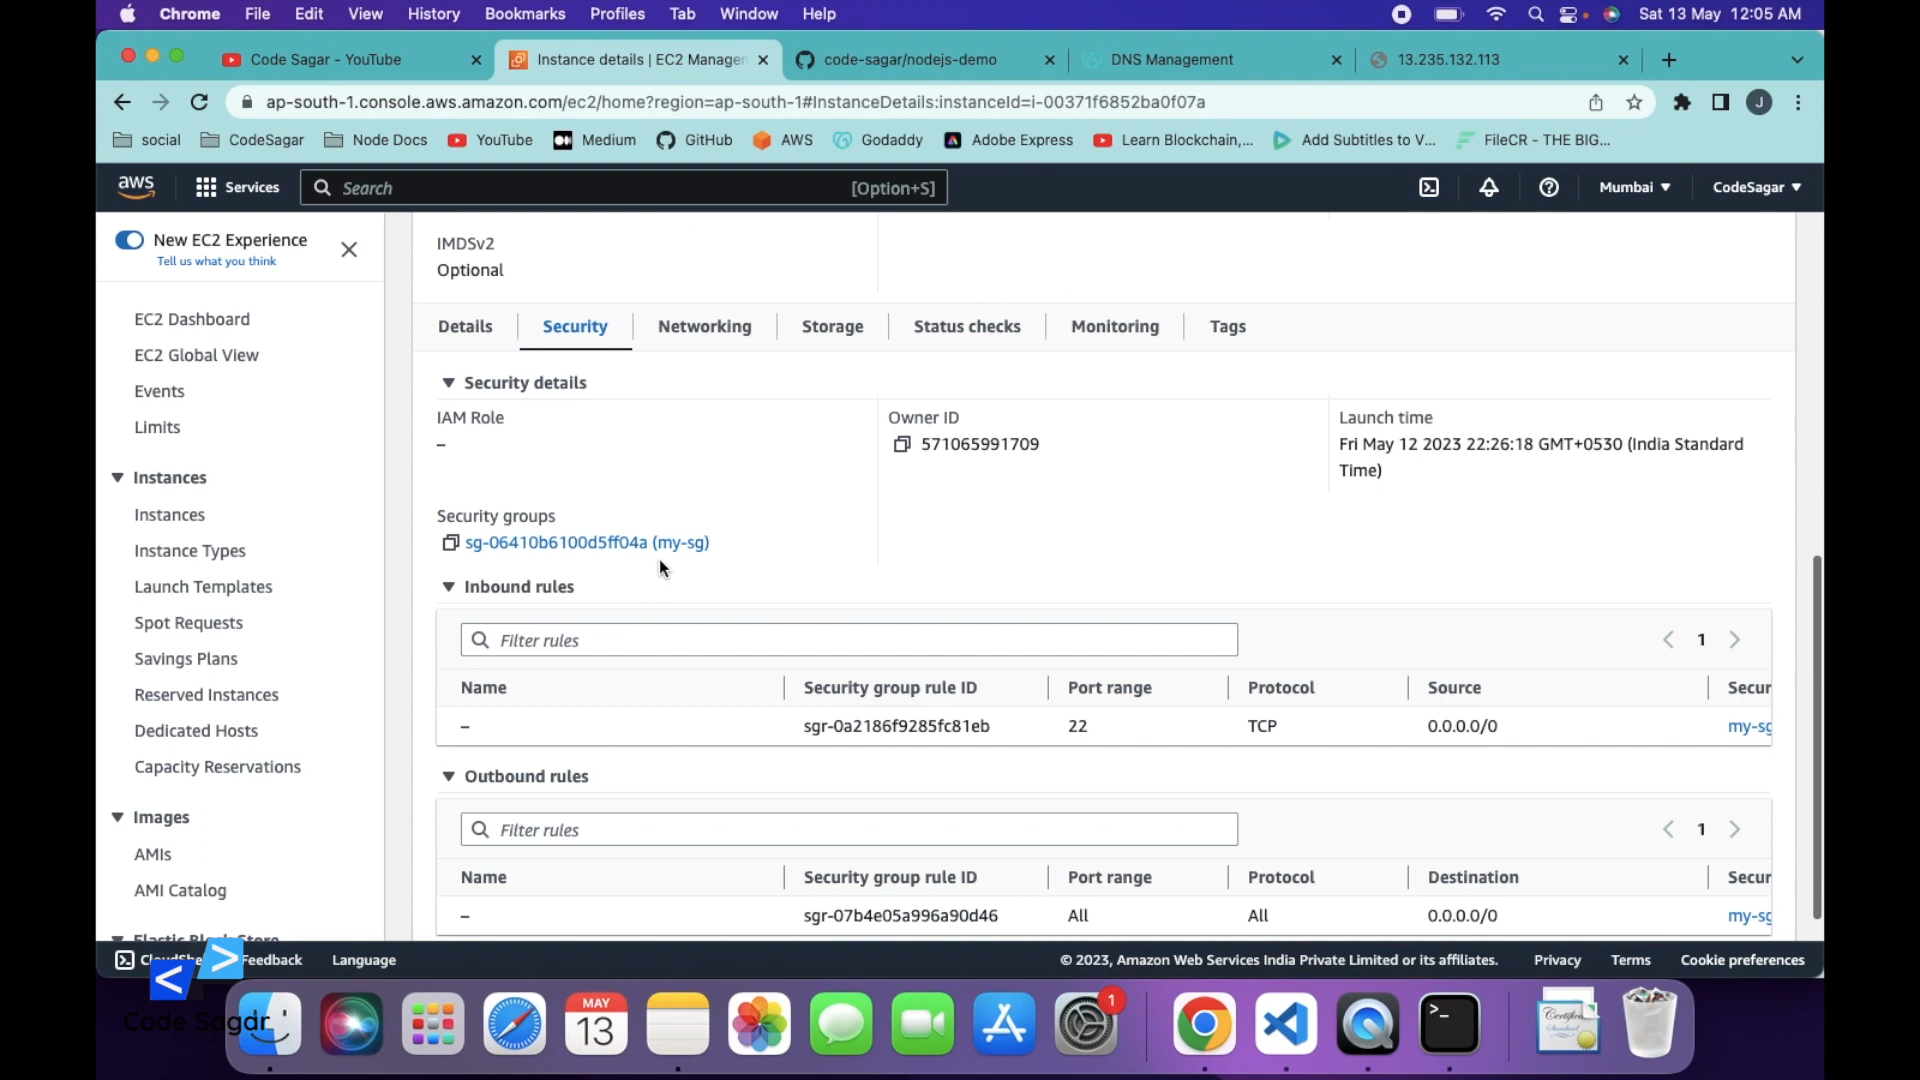 Chrome File Edit View History Bookmarks Profiles Tab Window Help Sat 13 May 12:05 AM
Code Sagar - YouTube Instance details | EC2 Manage code-sagar/nodejs-demo DNS Management 13.235.132.113
ap-south-1.console.aws.amazon.com/ec2/home?region=ap-south-1#InstanceDetails:instanceId=i-00371f6852ba0f07a J
social CodeSagar Node Docs YouTube Medium GitHub AWS Godaddy Adobe Express Learn Blockchain,... Add Subtitles to V... FileCR - THE BIG...
aws Services Search [Option+S] Mumbai CodeSagar
New EC2 Experience
Tell us what you think
EC2 Dashboard
EC2 Global View
Events
Limits
Instances
Instances
Instance Types
Launch Templates
Spot Requests
Savings Plans
Reserved Instances
Dedicated Hosts
Capacity Reservations
Images
AMIs
AMI Catalog
Elastic Block Store
IMDSv2
Optional
Details Security Networking Storage Status checks Monitoring Tags
Security details
IAM Role
–
Owner ID
571065991709
Launch time
Fri May 12 2023 22:26:18 GMT+0530 (India Standard
Time)
Security groups
sg-06410b6100d5ff04a (my-sg)
Inbound rules
Filter rules 1
Name Security group rule ID Port range Protocol Source Secur
– sgr-0a2186f9285fc81eb 22 TCP 0.0.0.0/0 my-sg
Outbound rules
Filter rules 1
Name Security group rule ID Port range Protocol Destination Secur
– sgr-07b4e05a996a90d46 All All 0.0.0.0/0 my-sg
CloudShe Feedback Language © 2023, Amazon Web Services India Private Limited or its affiliates. Privacy Terms Cookie preferences
Code Sagar
MAY
13
1